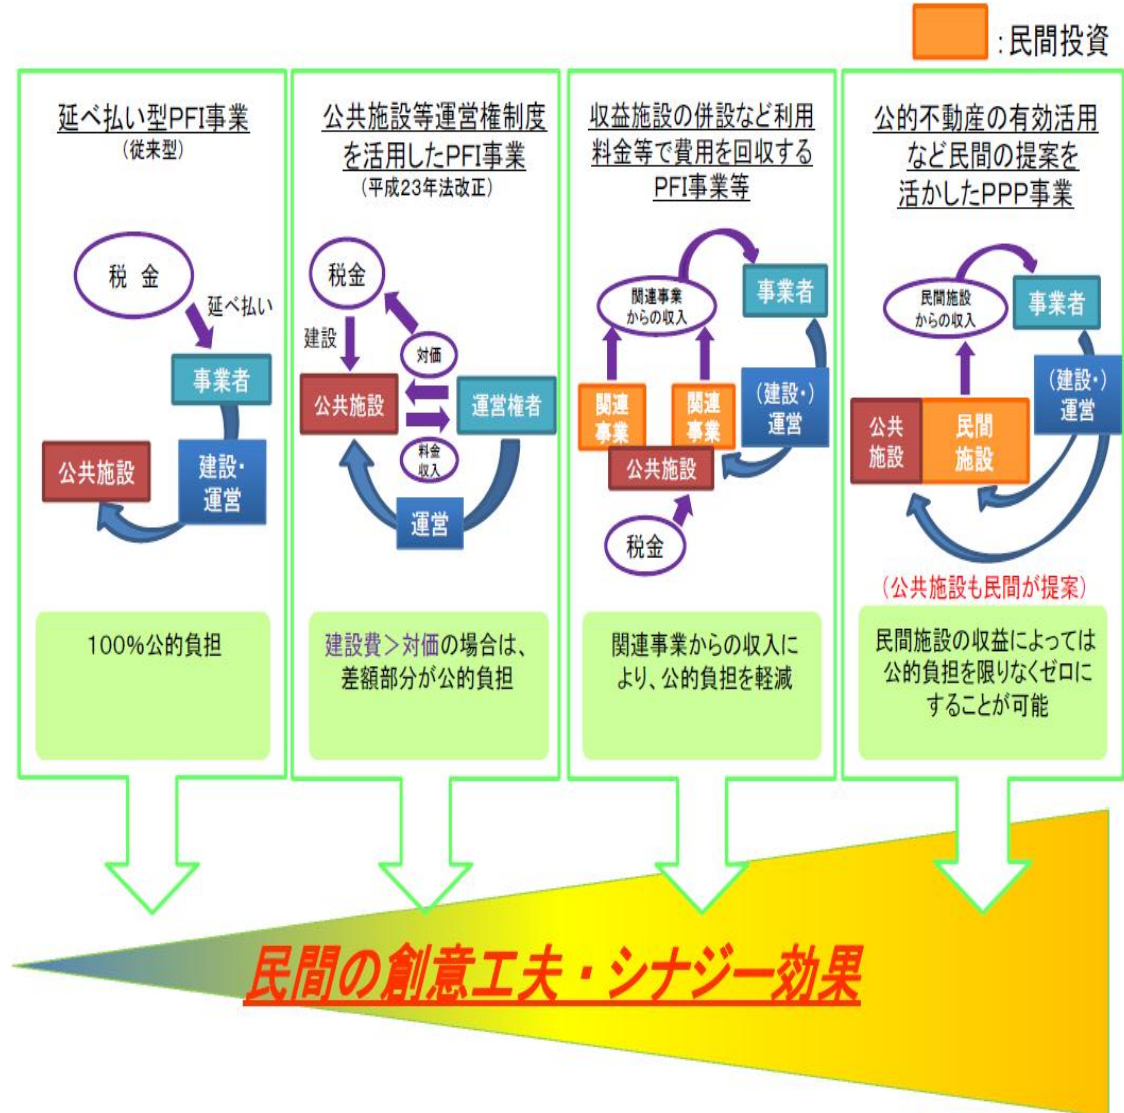 :民間投資
延べ払い型PFI事業
(従来型)
税 金
延べ払い
事業者
公共施設
建設・
運営
100%公的負担
公共施設等運営権制度
を活用したPFI事業
(平成23年法改正)
税金
建設
対価
公共施設
運営権者
料金
収入
運営
建設費>対価の場合は、
差額部分が公的負担
収益施設の併設など利用
料金等で費用を回収する
PFI事業等
関連事業
からの収入
事業者
関連
事業
関連
事業
(建設・)
運営
公共施設
税金
関連事業からの収入に
より、公的負担を軽減
公的不動産の有効活用
など民間の提案を
活かしたPPP事業
民間施設
からの収入
事業者
(建設・)
運営
公共
施設
民間
施設
(公共施設も民間が提案)
民間施設の収益によっては
公的負担を限りなくゼロに
することが可能
民間の創意工夫・シナジー効果